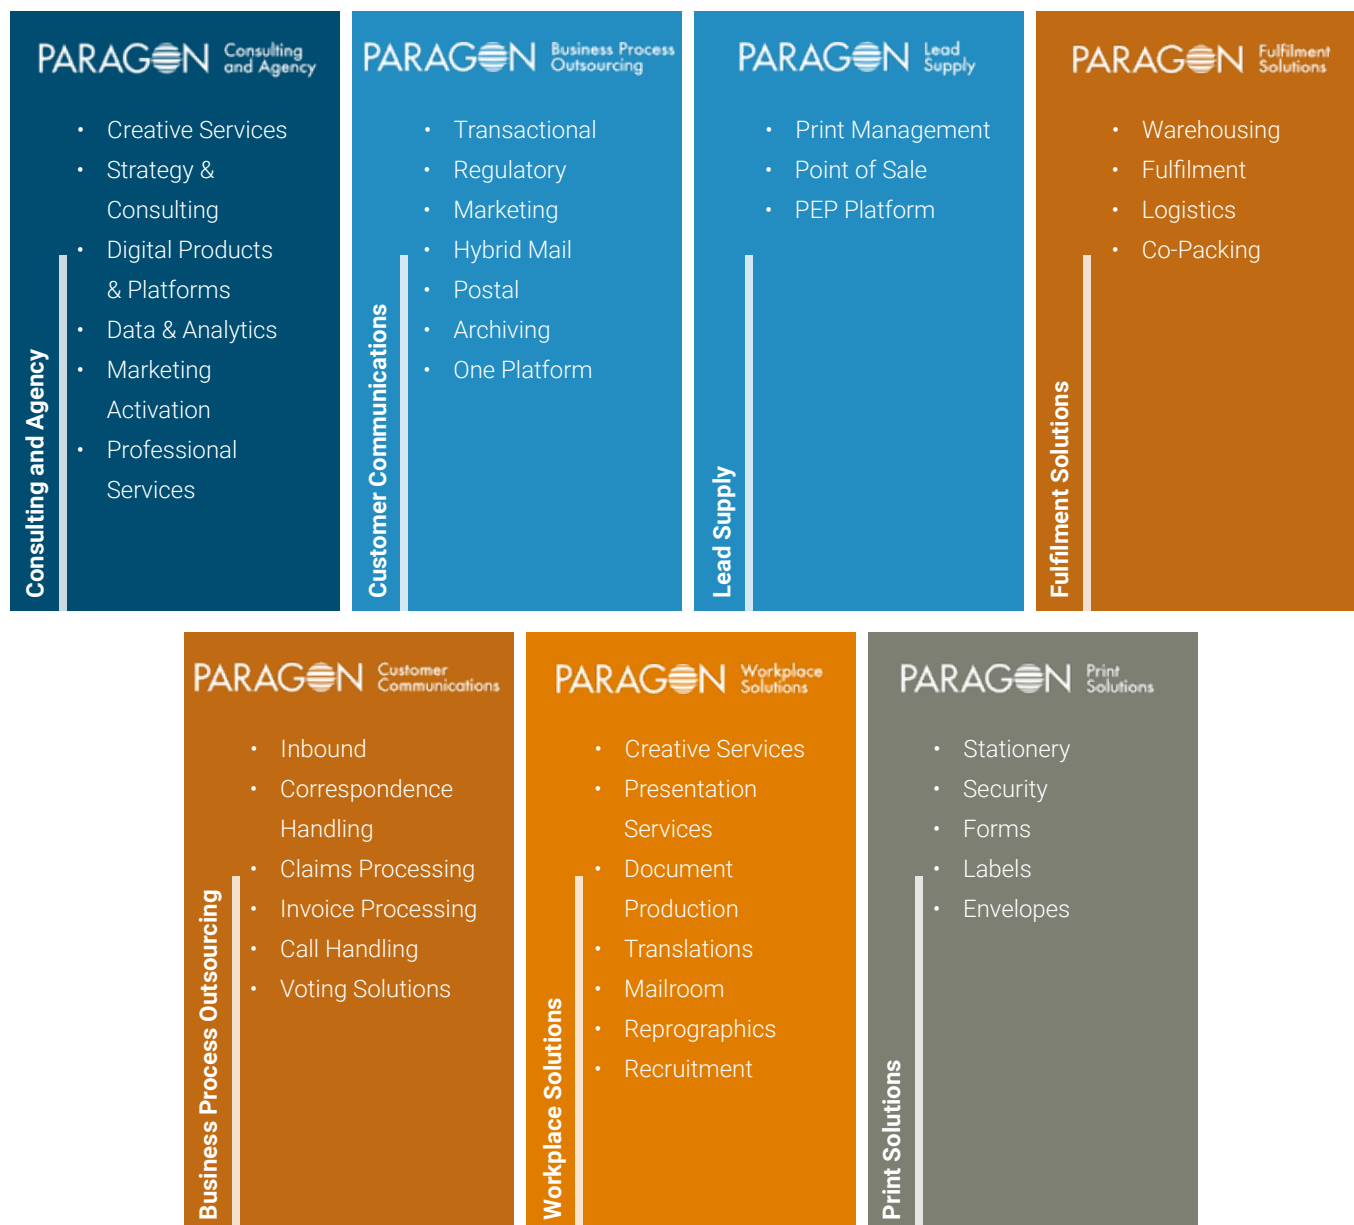 PARAGON Consulting and Agency
• Creative Services
• Strategy &
Consulting
• Digital Products
& Platforms
• Data & Analytics
• Marketing
Activation
• Professional
Services
Consulting and Agency
PARAGON Business Process Outsourcing
• Transactional
• Regulatory
• Marketing
• Hybrid Mail
• Postal
• Archiving
• One Platform
Customer Communications
PARAGON Lead Supply
• Print Management
• Point of Sale
• PEP Platform
Lead Supply
PARAGON Fulfilment Solutions
• Warehousing
• Fulfilment
• Logistics
• Co-Packing
Fulfilment Solutions
PARAGON Customer Communications
• Inbound
• Correspondence
Handling
• Claims Processing
• Invoice Processing
• Call Handling
• Voting Solutions
Business Process Outsourcing
PARAGON Workplace Solutions
• Creative Services
• Presentation
Services
• Document
Production
• Translations
• Mailroom
• Reprographics
• Recruitment
Workplace Solutions
PARAGON Print Solutions
• Stationery
• Security
• Forms
• Labels
• Envelopes
Print Solutions